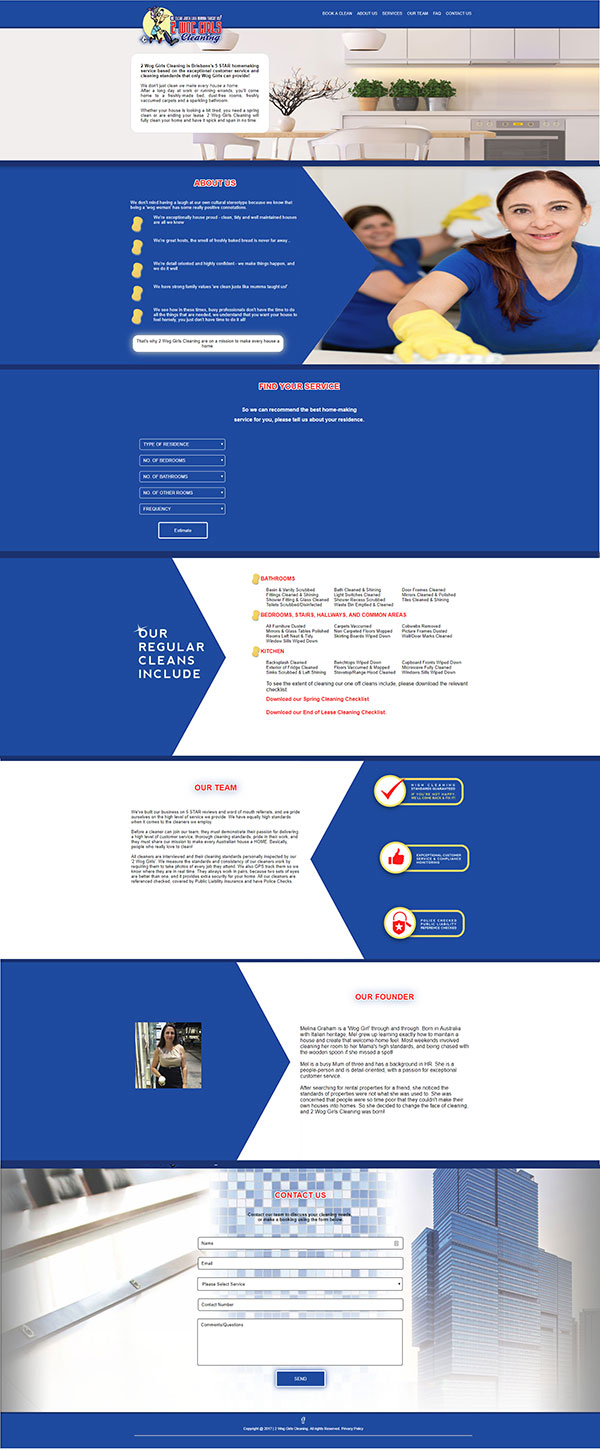 WE CLEAN JUSTA LIKA MUMMA TAUGHT US!
2 WOG GIRLS
Cleaning
BOOK A CLEAN ABOUT US SERVICES OUR TEAM FAQ CONTACT US
2 Wog Girls Cleaning is Brisbane's 5 STAR homemaking
service based on the exceptional customer service and
cleaning standards that only Wog Girls can provide!
We don't just clean we make every house a home.
After a long day at work or running errands, you'll come
home to a freshly-made bed, dust-free rooms, freshly
vaccumed carpets and a sparkling bathroom.
Whether your house is looking a bit tired, you need a spring
clean or are ending your lease. 2 Wog Girls Cleaning will
fully clean your home and have it spick and span in no time
ABOUT US
We don't mind having a laugh at our own cultural stereotype because we know that
being a 'wog woman' has some really positive connotations.
We're exceptionally house proud - clean, tidy and well maintained houses
are all we know
We're great hosts, the smell of freshly baked bread is never far away...
We're detail oriented and highly confident - we make things happen, and
we do it well
We have strong family values 'we clean justa lika mumma taught us!'
We see how in these times, busy professionals don't have the time to do
all the things that are needed, we understand that you want your house to
feel homely, you just don't have time to do it all!
That's why 2 Wog Girls Cleaning are on a mission to make every house a
home
FIND YOUR SERVICE
So we can recommend the best home-making
service for you, please tell us about your residence.
TYPE OF RESIDENCE
NO. OF BEDROOMS
NO. OF BATHROOMS
NO. OF OTHER ROOMS
FREQUENCY
Estimate
OUR
REGULAR
CLEANS
INCLUDE
BATHROOMS
Basin & Vanity Scrubbed Bath Cleaned & Shining Door Frames Cleaned
Fittings Cleaned & Shining Light Switches Cleaned Mirrors Cleaned & Polished
Shower Fitting & Glass Cleaned Shower Recess Scrubbed Tiles Cleaned & Shining
Toilets Scrubbed/Disinfected Waste Bin Emptied & Cleaned
BEDROOMS, STAIRS, HALLWAYS, AND COMMON AREAS
All Furniture Dusted Carpets Vaccumed Cobwebs Removed
Mirrors & Glass Tables Polished Non Carpeted Floors Mopped Picture Frames Dusted
Rooms Left Neat & Tidy Skirting Boards Wiped Down Wall/Door Marks Cleaned
Window Sills Wiped Down
KITCHEN
Backsplash Cleaned Benchtops Wiped Down Cupboard Fronts Wiped Down
Exterior of Fridge Cleaned Floors Vaccumed & Mopped Microwave Fully Cleaned
Sinks Scrubbed & Left Shining Stovetop/Range Hood Cleaned Windows Sills Wiped Down
To see the extent of cleaning our one off cleans include, please download the relevant
checklist
Download our Spring Cleaning Checklist
Download our End of Lease Cleaning Checklist.
OUR TEAM
We've built our business on 5 STAR reviews and word of mouth referrals, and we pride
ourselves on the high level of service we provide. We have equally high standards
when it comes to the cleaners we employ.
Before a cleaner can join our team, they must demonstrate their passion for delivering
a high level of customer service, thorough cleaning standards, pride in their work, and
they must share our mission to make every Australian house a HOME. Basically,
people who really love to clean!
All cleaners are interviewed and their cleaning standards personally inspected by our
'2 Wog Girls'. We measure the standards and consistency of our cleaners work by
requiring them to take photos of every job they attend. We also GPS track them so we
know where they are in real time. They always work in pairs, because two sets of eyes
are better than one, and it provides extra security for your home. All our cleaners are
referenced checked, covered by Public Liability Insurance and have Police Checks.
HIGH CLEANING
STANDARDS GUARANTEED
IF YOU'RE NOT HAPPY,
WE'LL COME BACK & FIX IT!
EXCEPTIONAL CUSTOMER
SERVICE & COMPLIANCE
MONITORING
POLICE CHECKED
PUBLIC LIABILITY
REFERENCE CHECKED
OUR FOUNDER
Melina Graham is a 'Wog Girl' through and through. Born in Australia
with Italian heritage, Mel grew up learning exactly how to maintain a
house and create that welcome-home feel. Most weekends involved
cleaning her room to her Mama's high standards, and being chased with
the wooden spoon if she missed a spot!
Mel is a busy Mum of three and has a background in HR. She is a
people-person and is detail-oriented, with a passion for exceptional
customer service.
After searching for rental properties for a friend, she noticed the
standards of properties were not what she was used to. She was
concerned that people were so time poor that they couldn't make their
own houses into homes. So she decided to change the face of cleaning,
and 2 Wog Girls Cleaning was born!
CONTACT US
Contact our team to discuss your cleaning needs
or make a booking using the form below
Name
Email
Please Select Service
Contact Number
Comments/Questions
SEND
Copyright @ 2017 | 2 Wog Girls Cleaning. All rights Reserved. Privacy Policy